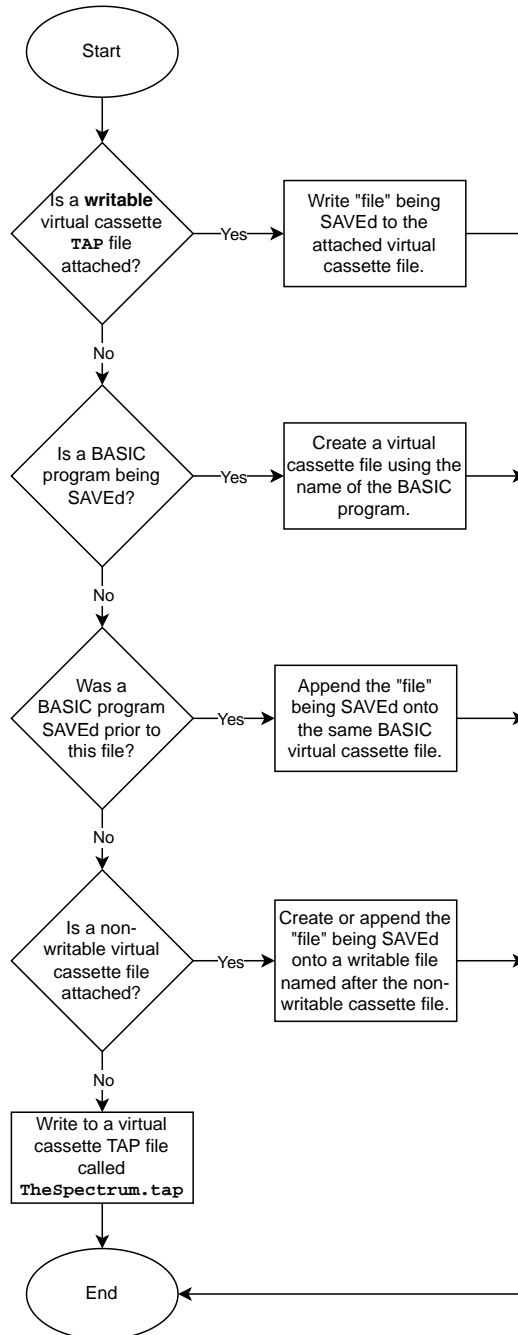 Start
Is a writable
virtual cassette
TAP file
attached?
Yes
Write "file" being
SAVEd to the
attached virtual
cassette file.
No
Is a BASIC
program being
SAVEd?
Yes
Create a virtual
cassette file using the
name of the BASIC
program.
No
Was a
BASIC program
SAVEd prior to
this file?
Yes
Append the "file"
being SAVEd onto
the same BASIC
virtual cassette file.
No
Is a non-
writable virtual
cassette file
attached?
Yes
Create or append the
"file" being SAVEd
onto a writable file
named after the non-
writable cassette file.
No
Write to a virtual
cassette TAP file
called
TheSpectrum.tap
End